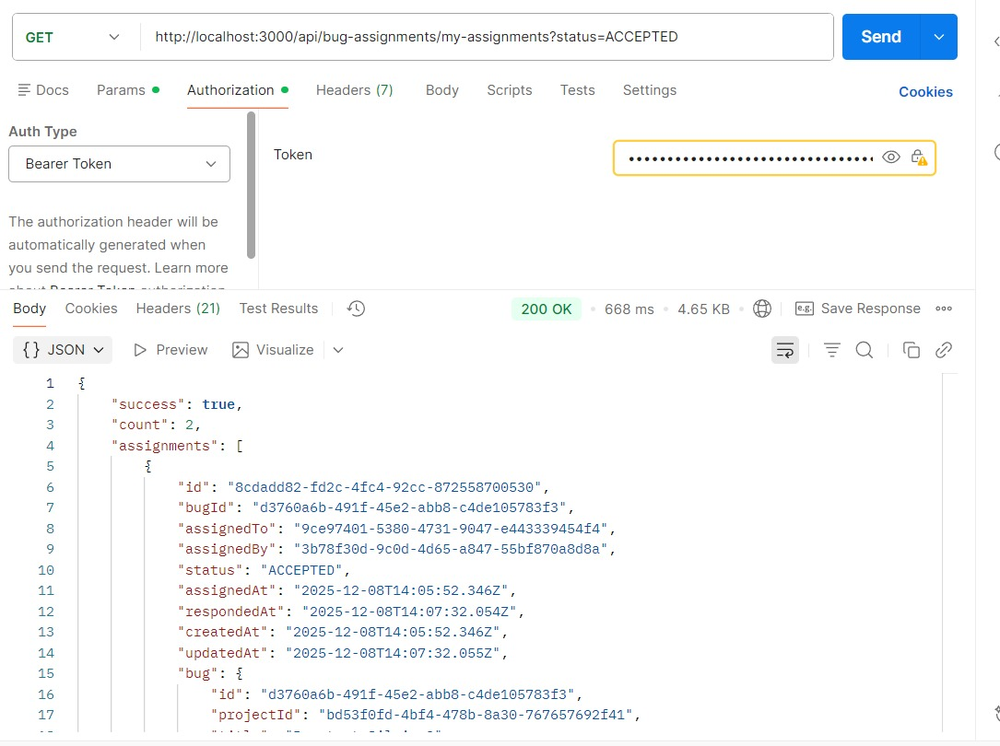 GET http://localhost:3000/api/bug-assignments/my-assignments?status=ACCEPTED Send
Docs Params Authorization Headers (7) Body Scripts Tests Settings Cookies
Auth Type
Bearer Token
Token
The authorization header will be
automatically generated when
you send the request. Learn more
about Bearer Token authorization
Body Cookies Headers (21) Test Results 200 OK • 668 ms • 4.65 KB • e.g. Save Response
{} JSON Preview Visualize
1 {
2 "success": true,
3 "count": 2,
4 "assignments": [
5 {
6 "id": "8cdadd82-fd2c-4fc4-92cc-872558700530",
7 "bugId": "d3760a6b-491f-45e2-abb8-c4de105783f3",
8 "assignedTo": "9ce97401-5380-4731-9047-e443339454f4",
9 "assignedBy": "3b78f30d-9c0d-4d65-a847-55bf870a8d8a",
10 "status": "ACCEPTED",
11 "assignedAt": "2025-12-08T14:05:52.346Z",
12 "respondedAt": "2025-12-08T14:07:32.054Z",
13 "createdAt": "2025-12-08T14:05:52.346Z",
14 "updatedAt": "2025-12-08T14:07:32.055Z",
15 "bug": {
16 "id": "d3760a6b-491f-45e2-abb8-c4de105783f3",
17 "projectId": "bd53f0fd-4bf4-478b-8a30-767657692f41",